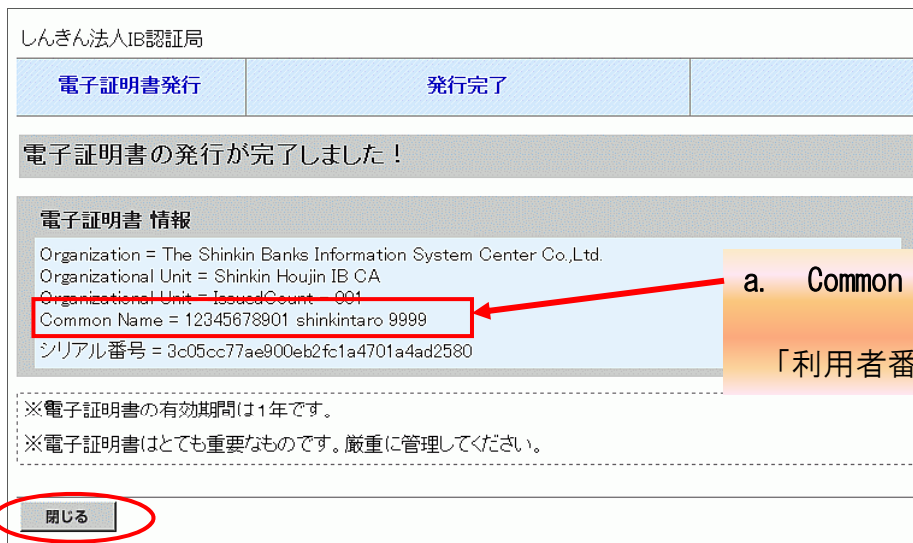 しんきん法人IB認証局
電子証明書発行 発行完了
電子証明書の発行が完了しました！
電子証明書 情報
Organization = The Shinkin Banks Information System Center Co.,Ltd.
Organizational Unit = Shinkin Houjin IB CA
Organizational Unit = IssuedCount - 001
Common Name = 12345678901 shinkintaro 9999
シリアル番号 = 3c05cc77ae900eb2fc1a4701a4ad2580
a. Common
「利用者番
※電子証明書の有効期間は1年です。
※電子証明書はとても重要なものです。厳重に管理してください。
閉じる